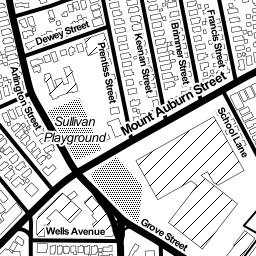 Dewey Street
Arlington Street
Prentiss Street
Keenan Street
Brimmer Street
Francis Street
Mount Auburn Street
School Lane
Sullivan
Playground
Wells Avenue
Grove Street